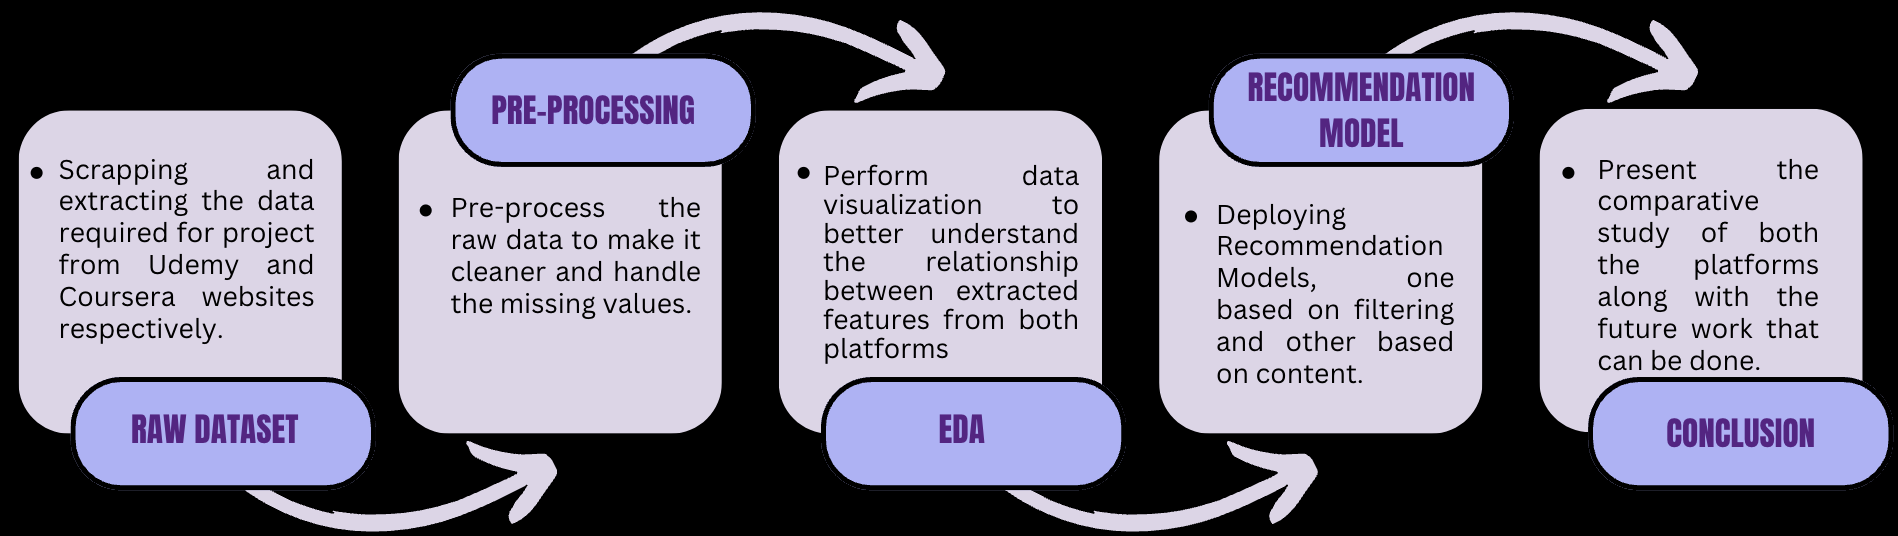 Scrapping and
extracting the data
required for project
from Udemy and
Coursera websites
respectively.
RAW DATASET
PRE-PROCESSING
Pre-process the
raw data to make it
cleaner and handle
the missing values.
Perform data
visualization to
better understand
the relationship
between extracted
features from both
platforms
EDA
RECOMMENDATION
MODEL
Deploying
Recommendation
Models, one
based on filtering
and other based
on content.
Present the
comparative
study of both
the platforms
along with the
future work that
can be done.
CONCLUSION